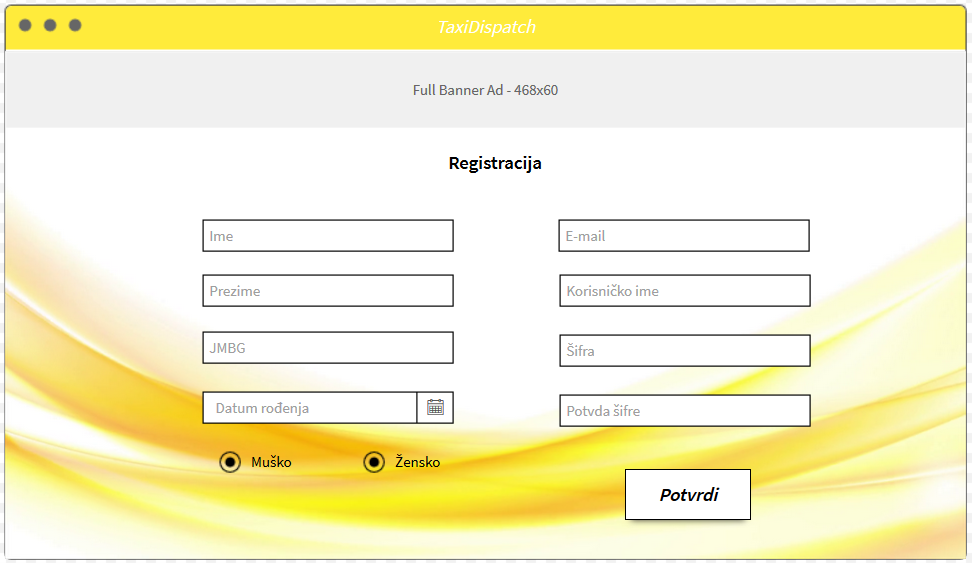 TaxiDispatch
Full Banner Ad - 468x60
Registracija
Ime
E-mail
Prezime
Korisničko ime
JMBG
Šifra
Datum rođenja
Potvda šifre
Muško
Žensko
Potvrdi